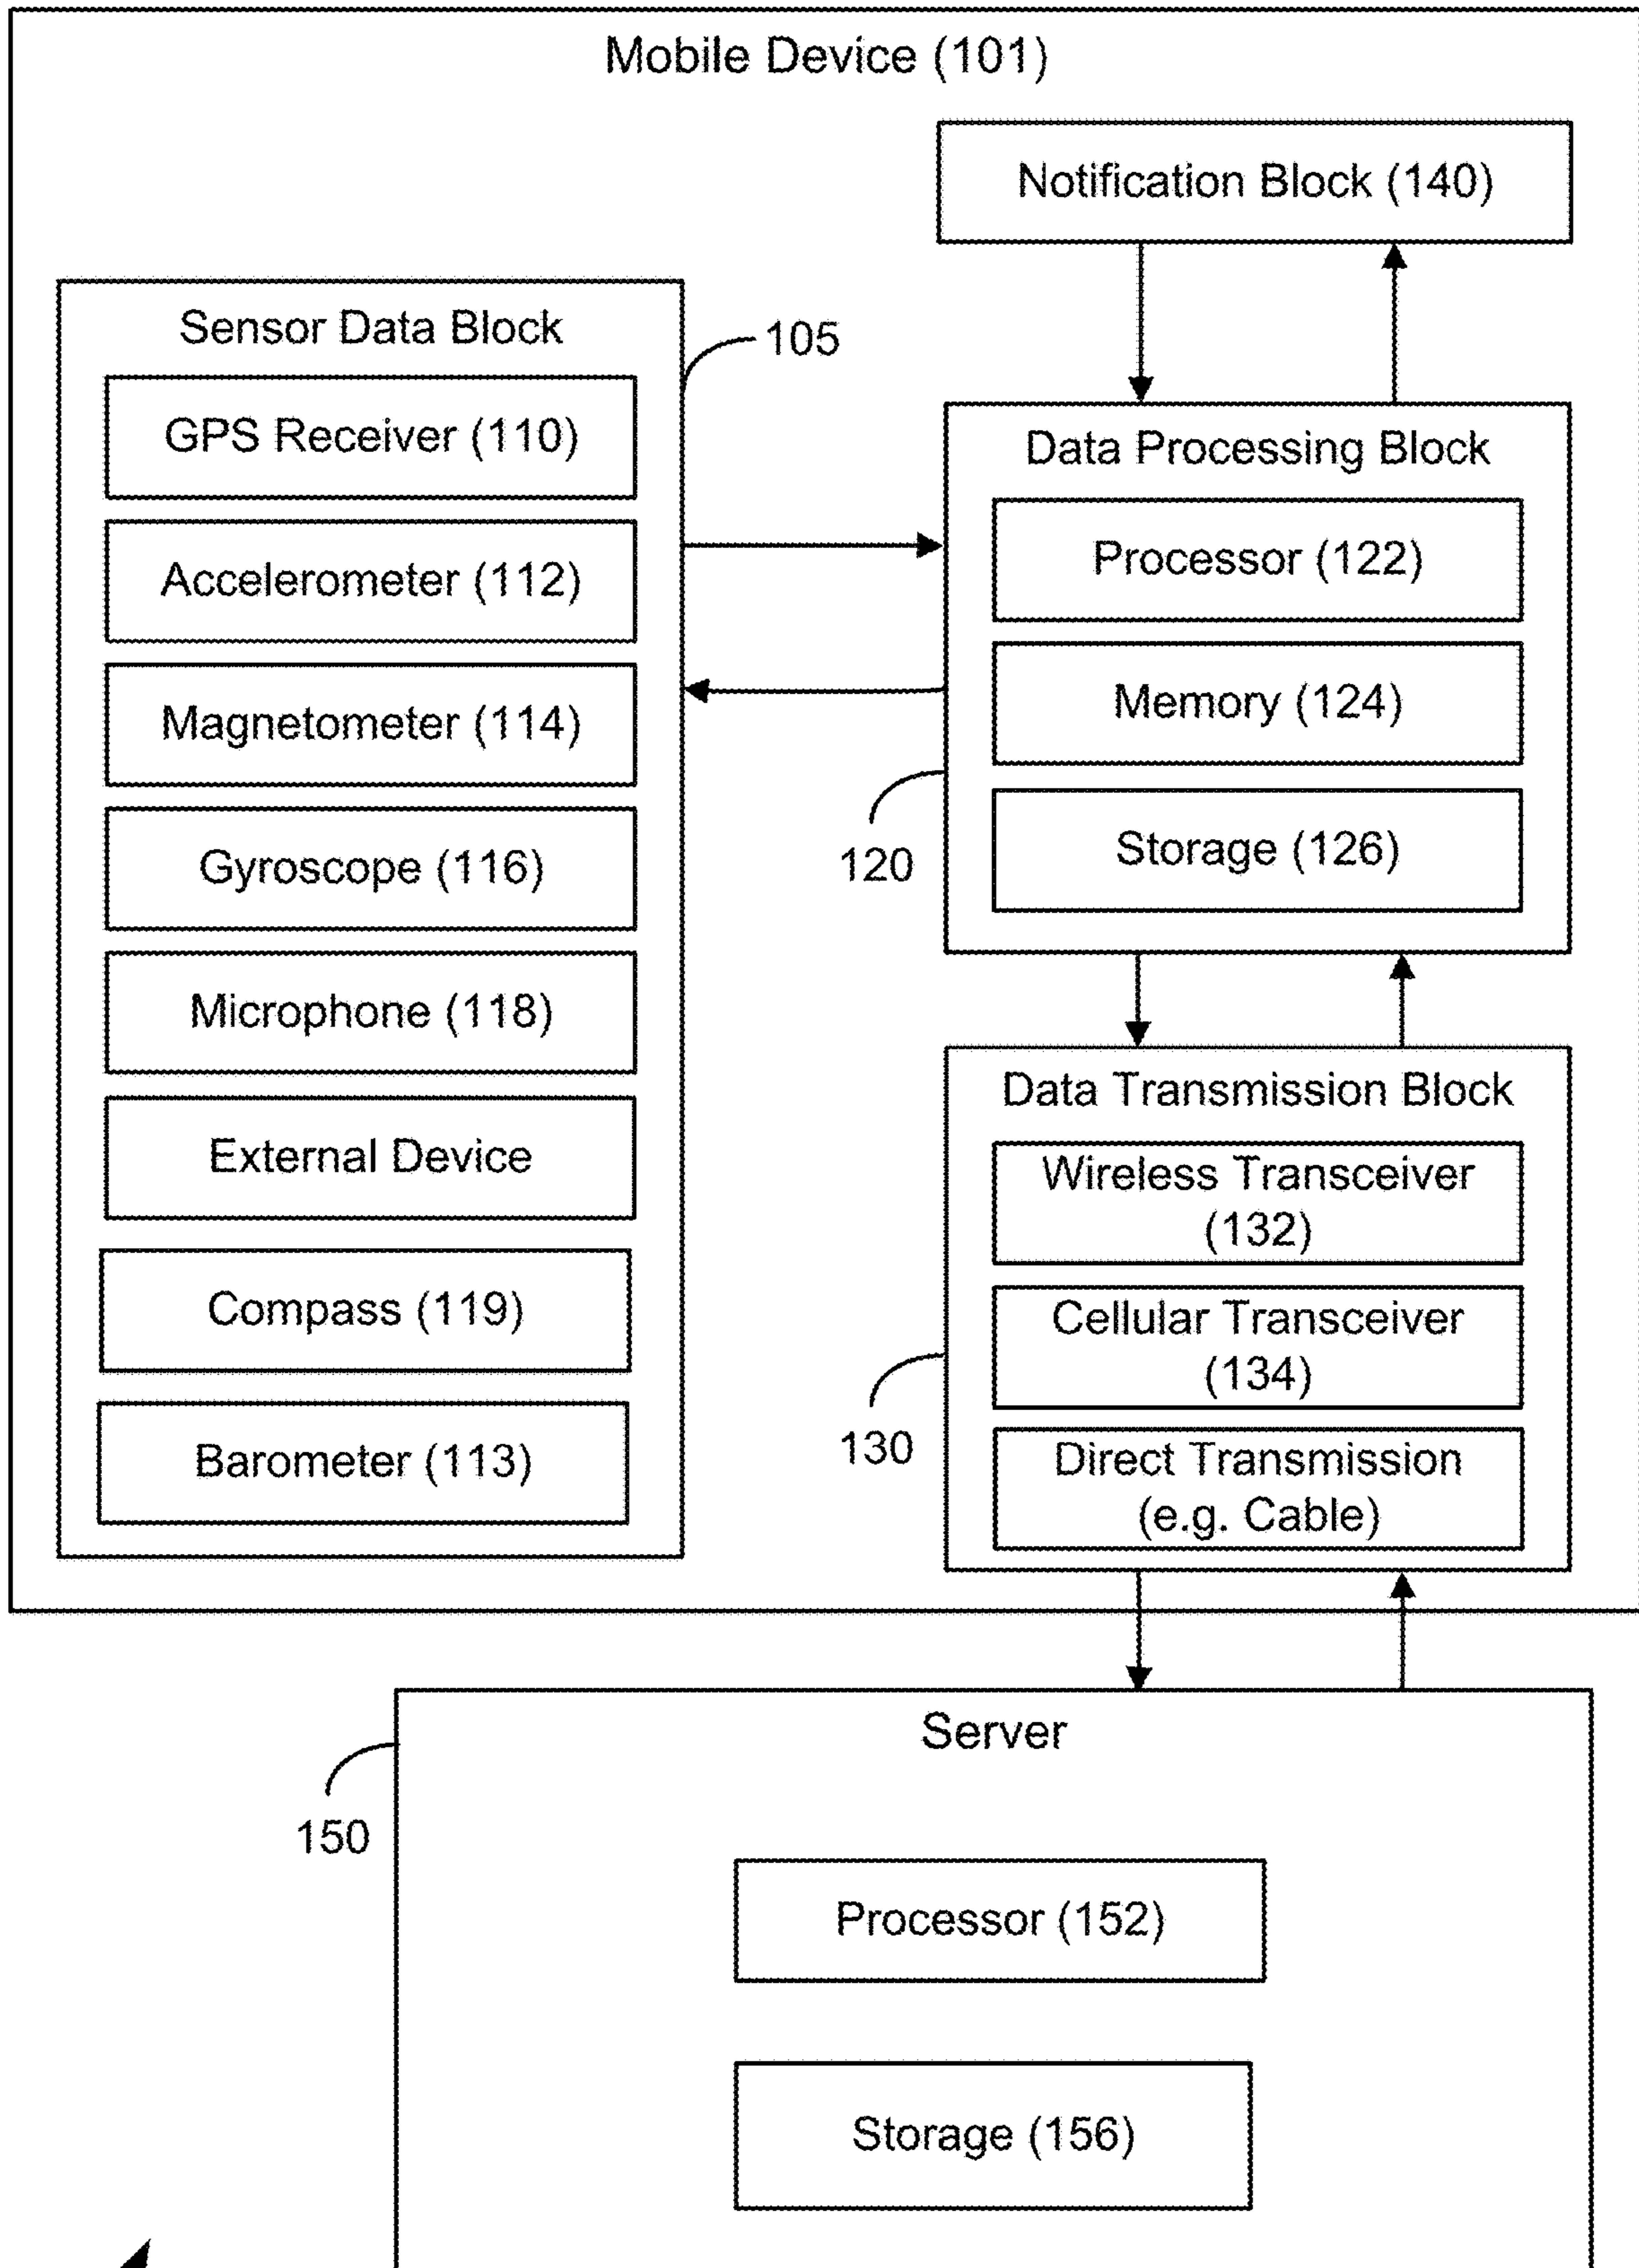 Mobile Device (101)
Notification Block (140)
Sensor Data Block
105
GPS Receiver (110)
Accelerometer (112)
Magnetometer (114)
Gyroscope (116)
Microphone (118)
External Device
Compass (119)
Barometer (113)
Data Processing Block
Processor (122)
Memory (124)
Storage (126)
120
Data Transmission Block
Wireless Transceiver
(132)
Cellular Transceiver
(134)
Direct Transmission
(e.g. Cable)
130
Server
150
Processor (152)
Storage (156)